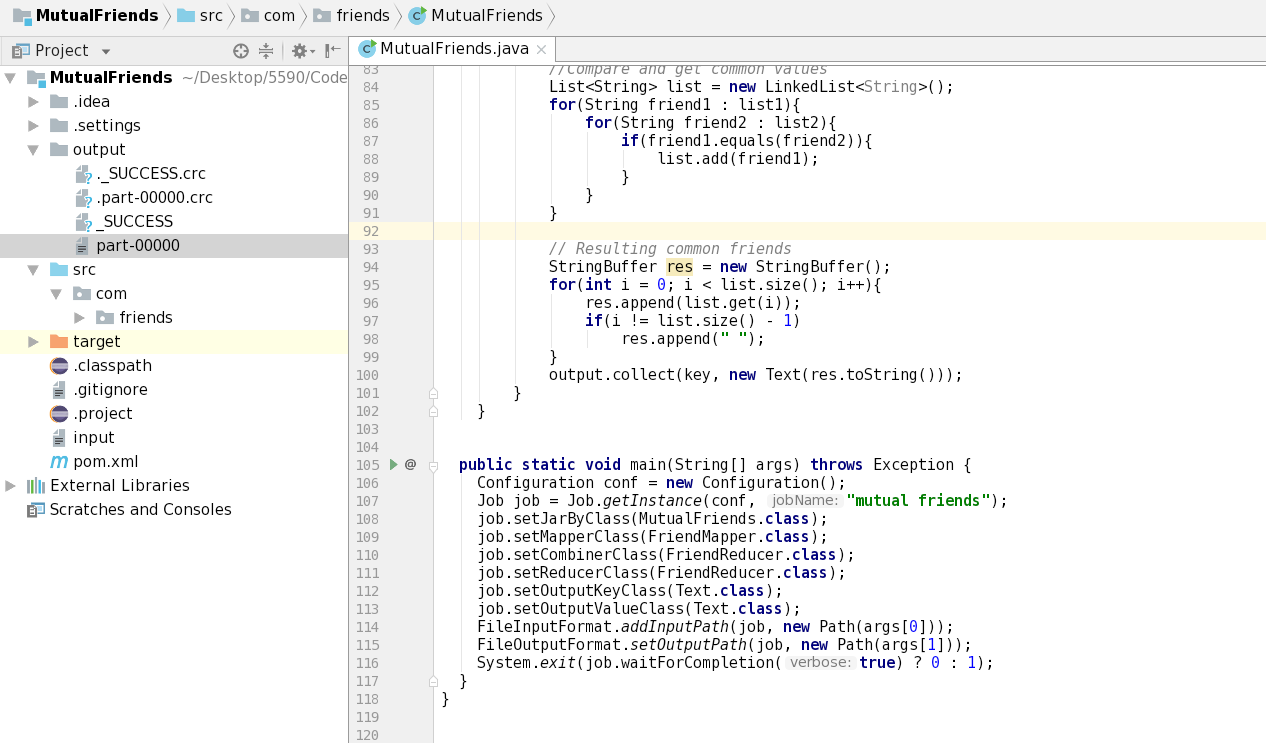 MutualFriends src com friends MutualFriends
Project
MutualFriends.java
MutualFriends ~/Desktop/5590/Code
.idea
.settings
output
._SUCCESS.crc
.part-00000.crc
_SUCCESS
part-00000
src
com
friends
target
.classpath
.gitignore
.project
input
pom.xml
External Libraries
Scratches and Consoles
83 //Compare and get common values
84 List<String> list = new LinkedList<String>();
85 for(String friend1 : list1){
86 for(String friend2 : list2){
87 if(friend1.equals(friend2)){
88 list.add(friend1);
89 }
90 }
91 }
92
93 // Resulting common friends
94 StringBuffer res = new StringBuffer();
95 for(int i = 0; i < list.size(); i++){
96 res.append(list.get(i));
97 if(i != list.size() - 1)
98 res.append(" ");
99 }
100 output.collect(key, new Text(res.toString()));
101 }
102 }
103
104
105 @ public static void main(String[] args) throws Exception {
106 Configuration conf = new Configuration();
107 Job job = Job.getInstance(conf, jobName: "mutual friends");
108 job.setJarByClass(MutualFriends.class);
109 job.setMapperClass(FriendMapper.class);
110 job.setCombinerClass(FriendReducer.class);
111 job.setReducerClass(FriendReducer.class);
112 job.setOutputKeyClass(Text.class);
113 job.setOutputValueClass(Text.class);
114 FileInputFormat.addInputPath(job, new Path(args[0]));
115 FileOutputFormat.setOutputPath(job, new Path(args[1]));
116 System.exit(job.waitForCompletion( verbose: true) ? 0 : 1);
117 }
118 }
119
120